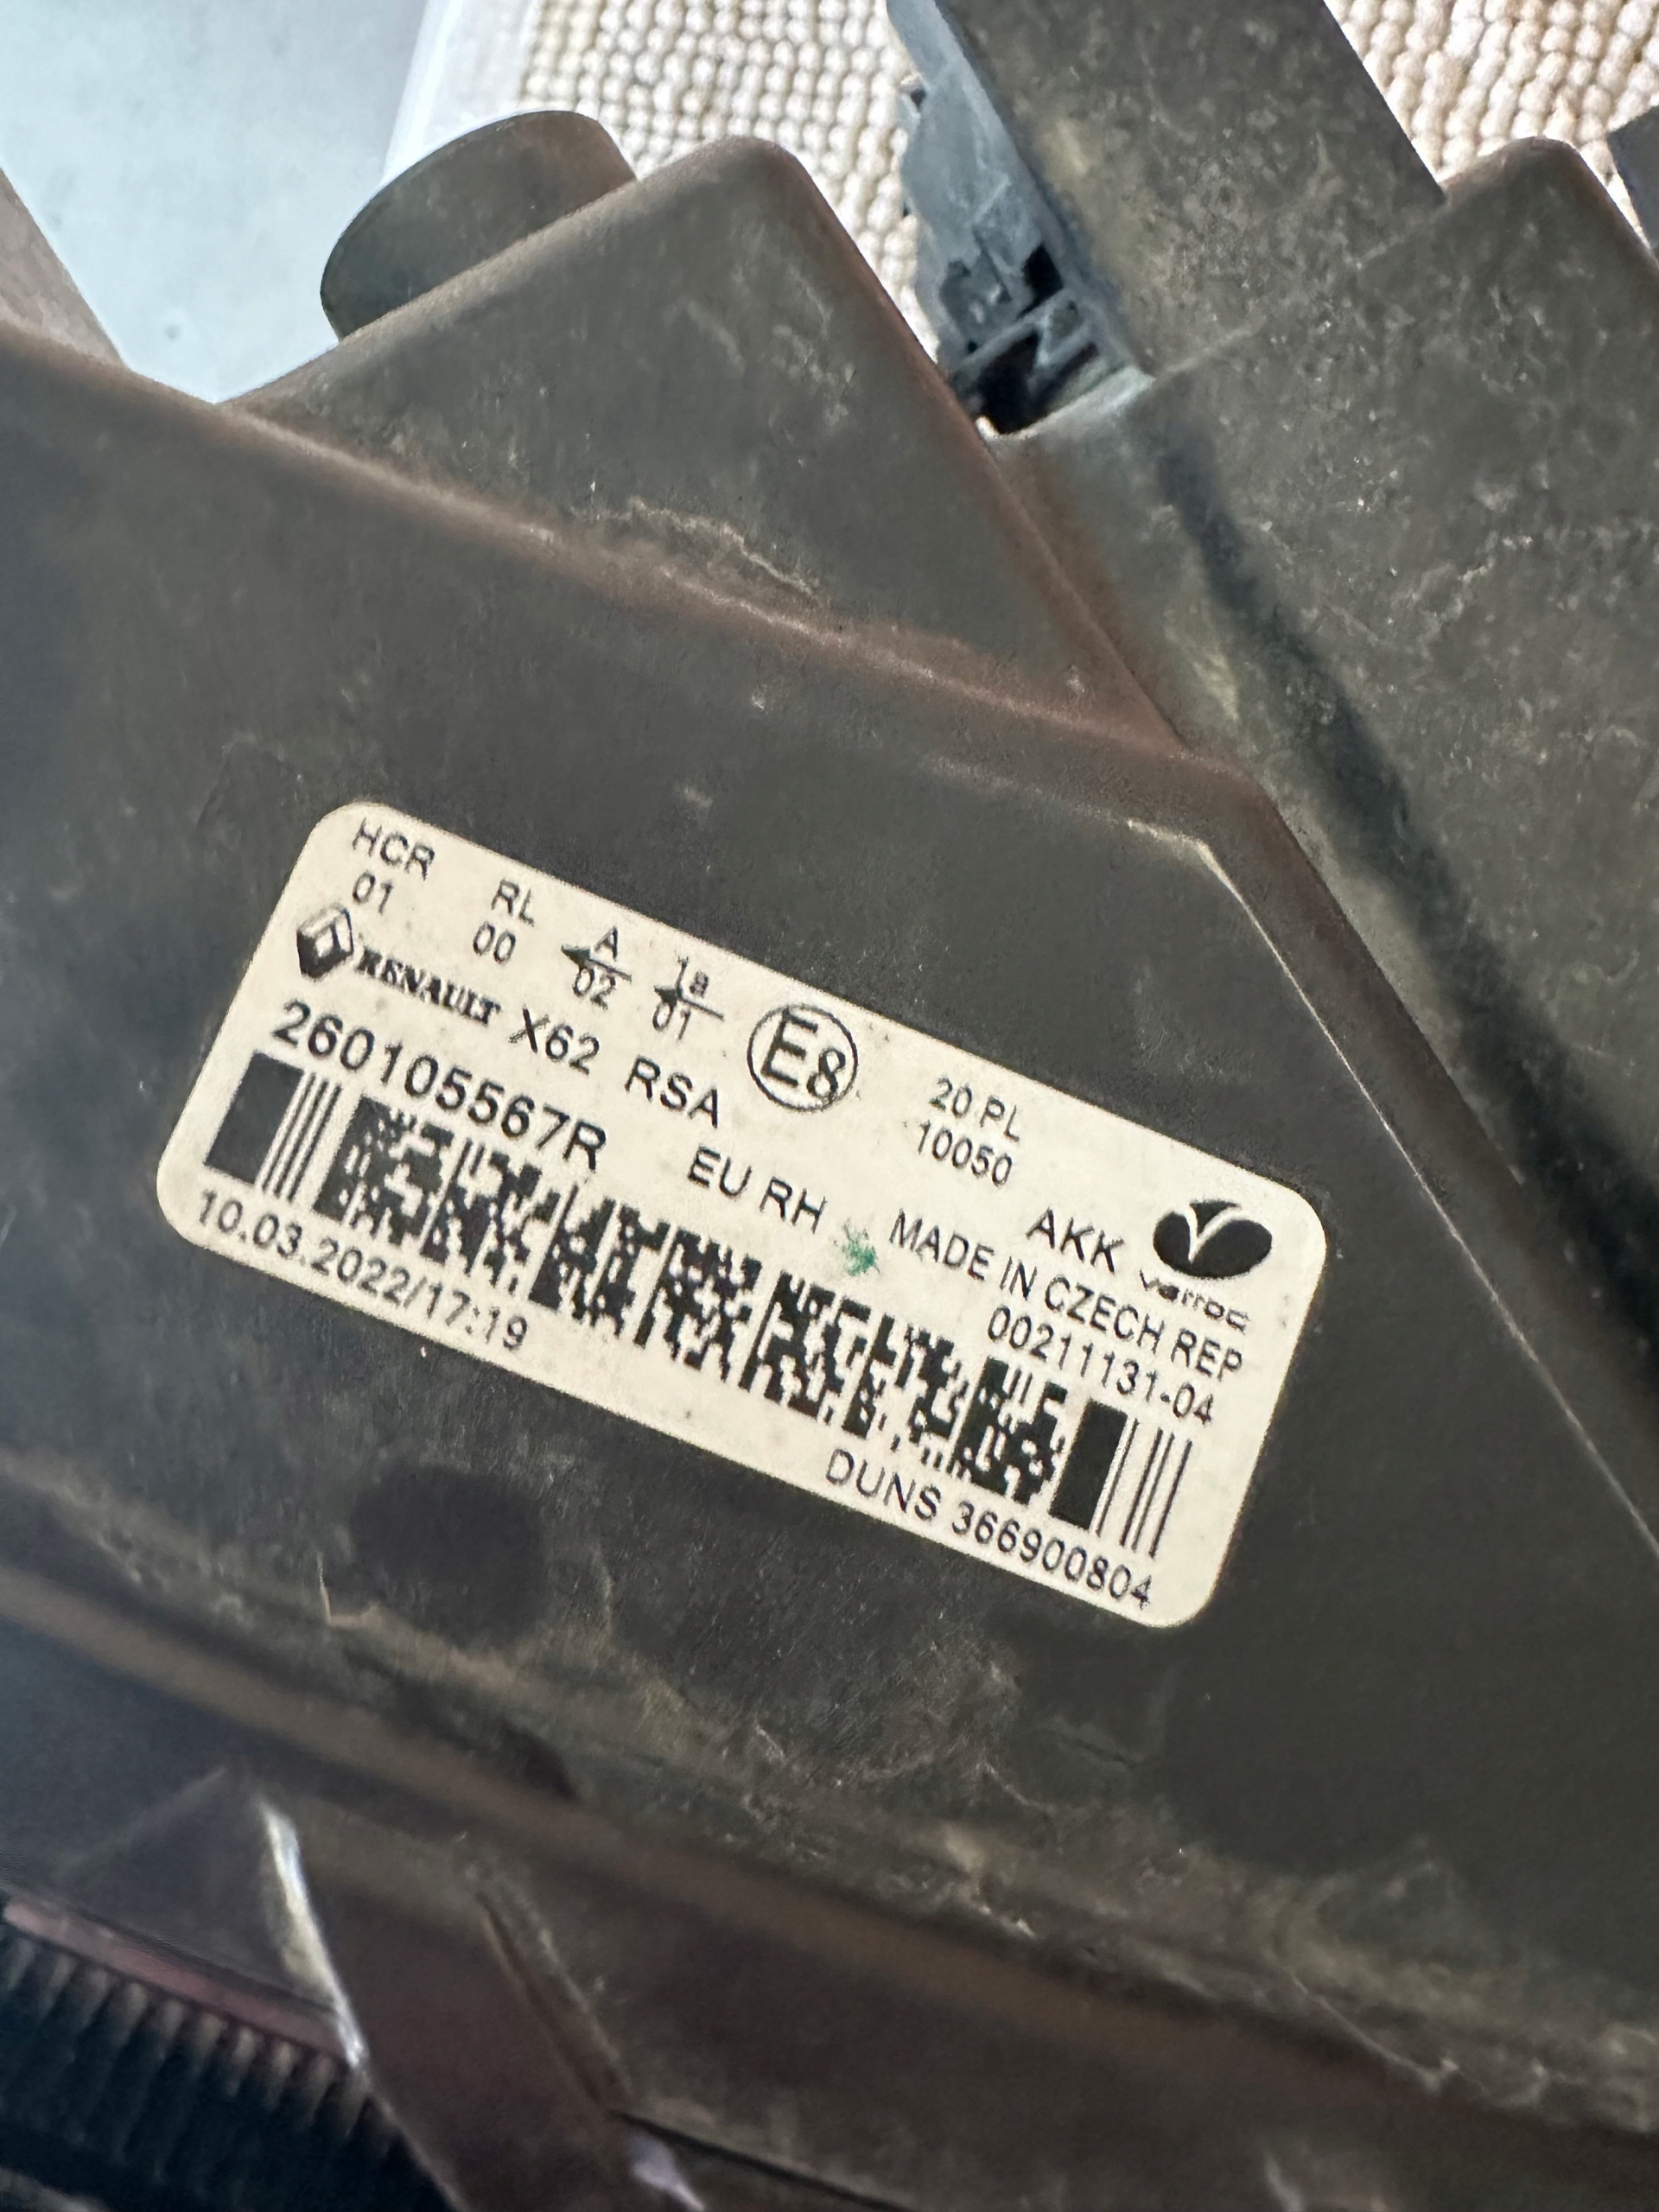 HCR RL A 1a
01 00 02 01 E8 20 PL
10050
RENAULT X62 RSA AKK varroc
260105567R EU RH MADE IN CZECH REP
00211131-04
10.03.2022/17:19 DUNS 366900804